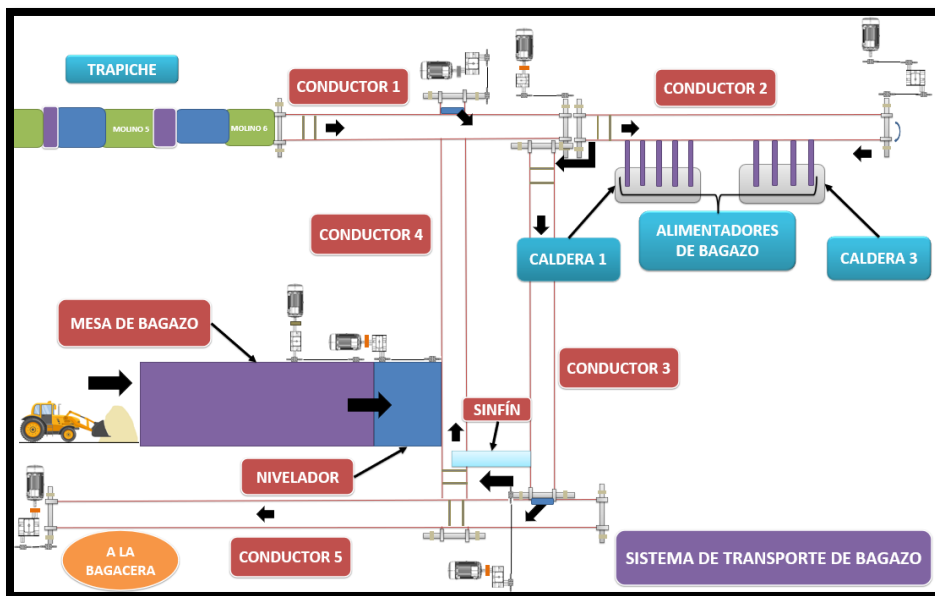 TRAPICHE
CONDUCTOR 1
CONDUCTOR 2
MOLINO 5
MOLINO 6
CONDUCTOR 4
CALDERA 1
ALIMENTADORES
DE BAGAZO
CALDERA 3
MESA DE BAGAZO
CONDUCTOR 3
SINFÍN
NIVELADOR
A LA
BAGACERA
CONDUCTOR 5
SISTEMA DE TRANSPORTE DE BAGAZO